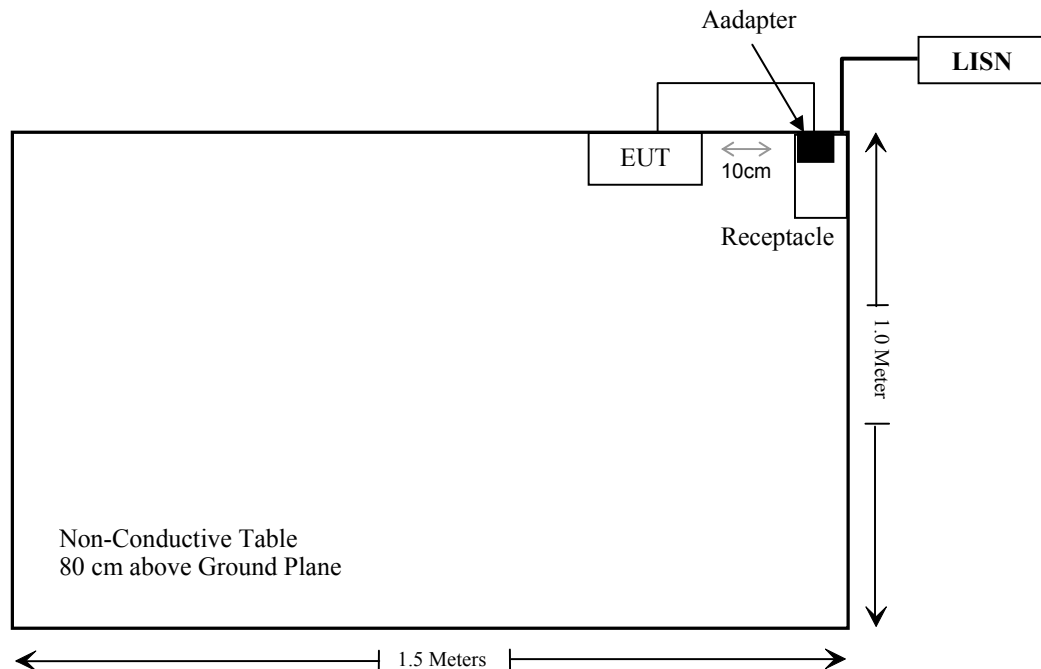 Aadapter
LISN
EUT
10cm
Receptacle
1.0 Meter
Non-Conductive Table
80 cm above Ground Plane
1.5 Meters